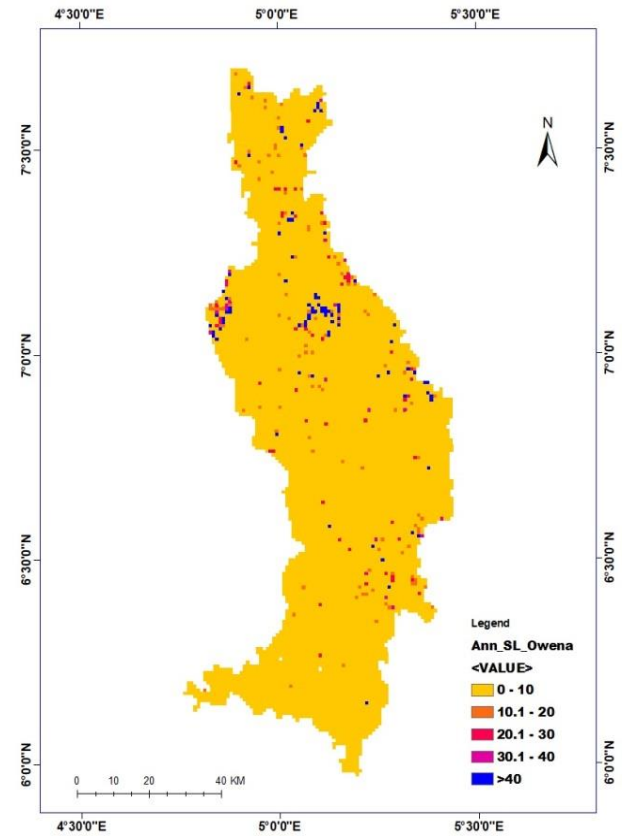 4°30'0"E 5°0'0"E 5°30'0"E
N
7°30'0"N 7°30'0"N
7°0'0"N 7°0'0"N
6°30'0"N 6°30'0"N
Legend
Ann_SL_Owena
<VALUE>
0 - 10
10.1 - 20
20.1 - 30
30.1 - 40
>40
6°0'0"N 6°0'0"N
0 10 20 40 KM
4°30'0"E 5°0'0"E 5°30'0"E